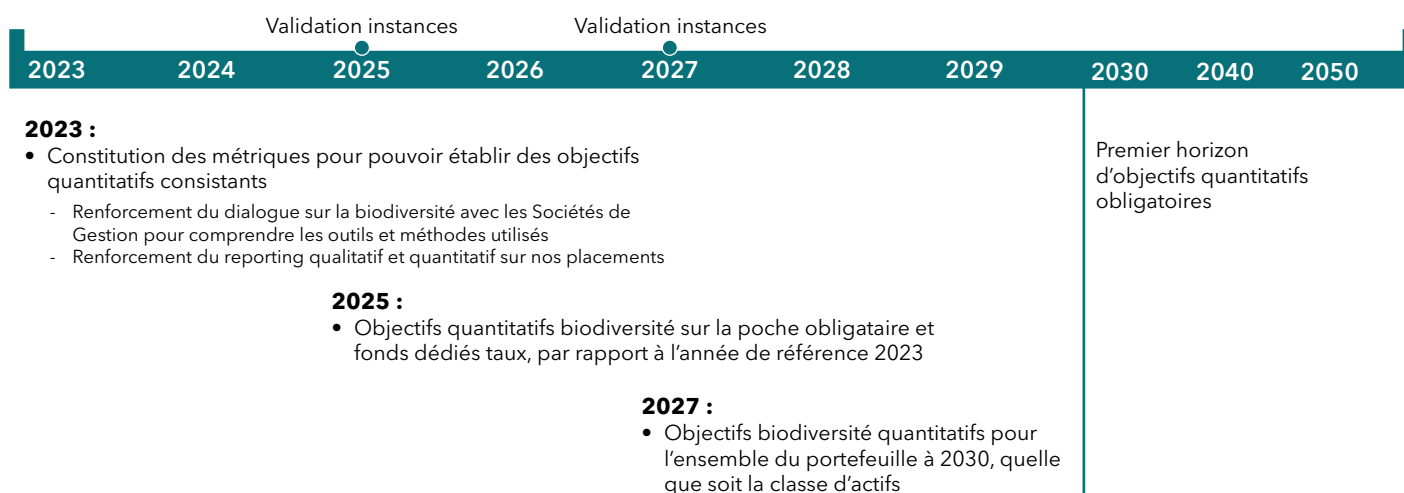 Validation instances Validation instances
2023 2024 2025 2026 2027 2028 2029 2030 2040 2050
2023 :
• Constitution des métriques pour pouvoir établir des objectifs
quantitatifs consistants
- Renforcement du dialogue sur la biodiversité avec les Sociétés de
Gestion pour comprendre les outils et méthodes utilisés
- Renforcement du reporting qualitatif et quantitatif sur nos placements
Premier horizon
d’objectifs quantitatifs
obligatoires
2025 :
• Objectifs quantitatifs biodiversité sur la poche obligataire et
fonds dédiés taux, par rapport à l’année de référence 2023
2027 :
• Objectifs biodiversité quantitatifs pour
l’ensemble du portefeuille à 2030, quelle
que soit la classe d’actifs